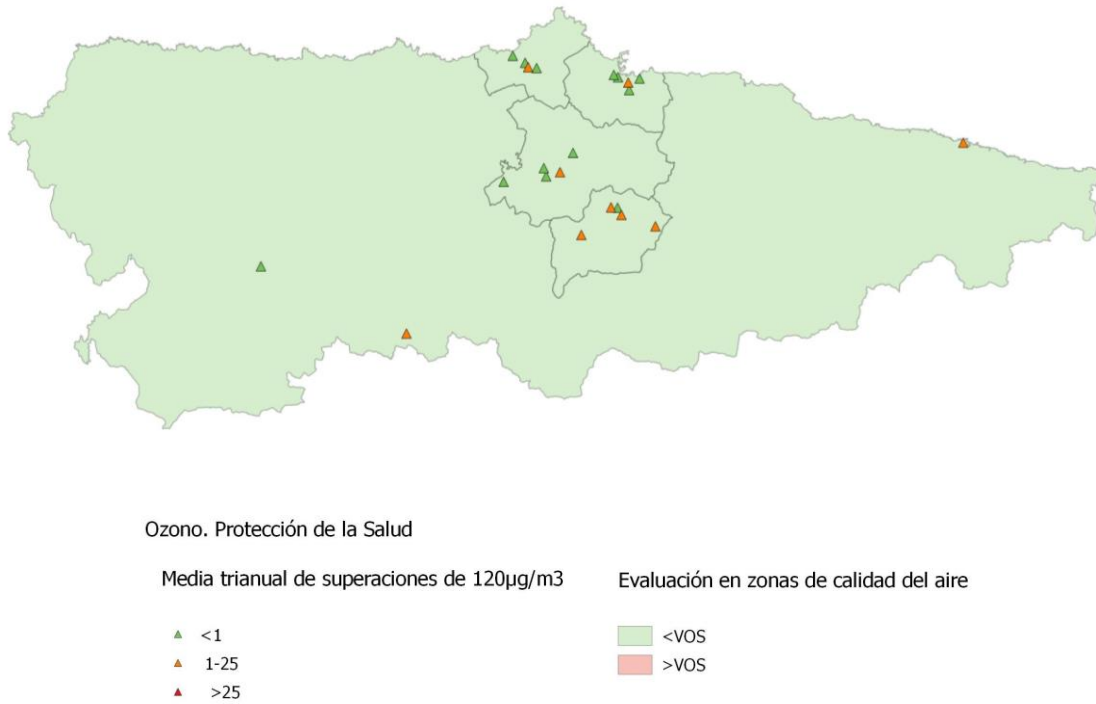 Ozono. Protección de la Salud
Media trianual de superaciones de 120µg/m3
Evaluación en zonas de calidad del aire
<1
<VOS
1-25
>VOS
>25